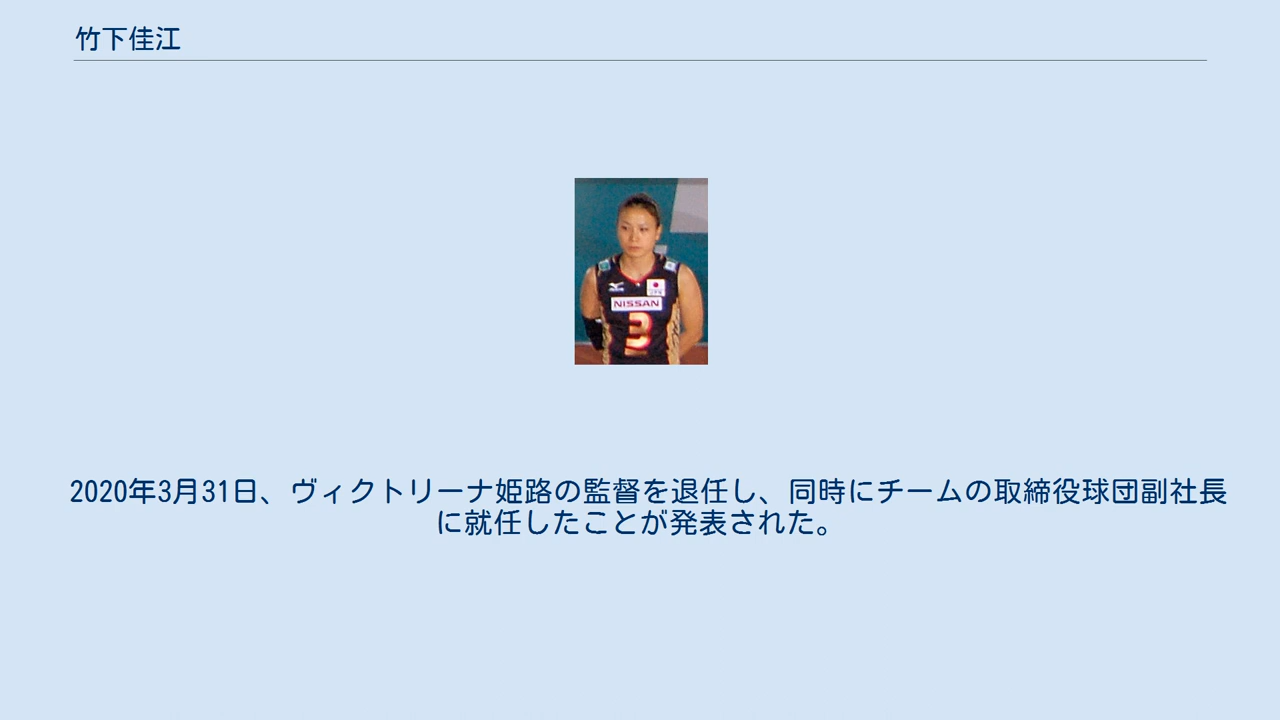 竹下佳江
NISSAN
3
2020年3月31日、ヴィクトリーナ姫路の監督を退任し、同時にチームの取締役球団副社長
に就任したことが発表された。